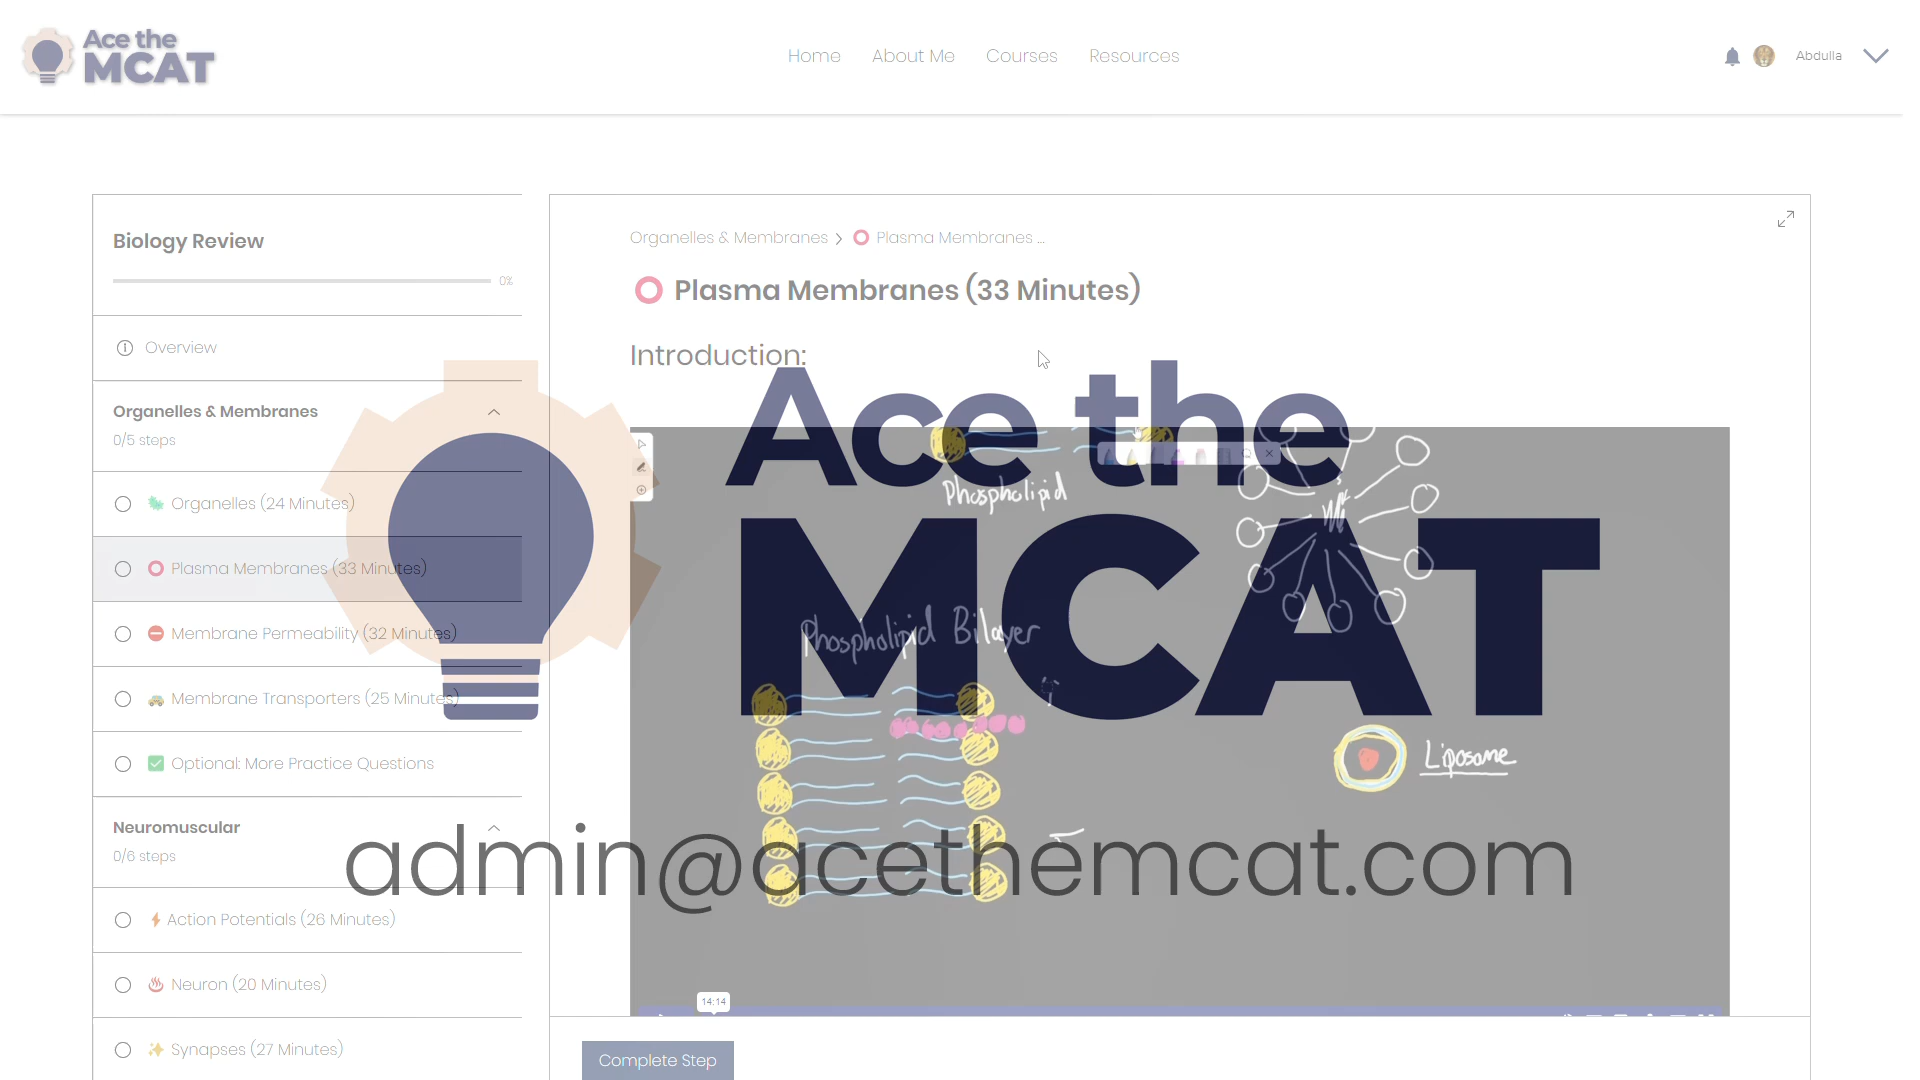 Ace the
MCAT
Home
About Me
Courses
Resources
Abdulla
Biology Review
0%
Overview
Organelles & Membranes
0/5 steps
Organelles (24 Minutes)
Plasma Membranes (33 Minutes)
Membrane Permeability (32 Minutes)
Membrane Transporters (25 Minutes)
Optional: More Practice Questions
Neuromuscular
0/6 steps
Action Potentials (26 Minutes)
Neuron (20 Minutes)
Synapses (27 Minutes)
Organelles & Membranes > Plasma Membranes ...
Plasma Membranes (33 Minutes)
Introduction:
Ace the
MCAT
Phospholipid
Phospholipid Bilayer
Liposome
admin@acethemcat.com
14:14
Complete Step